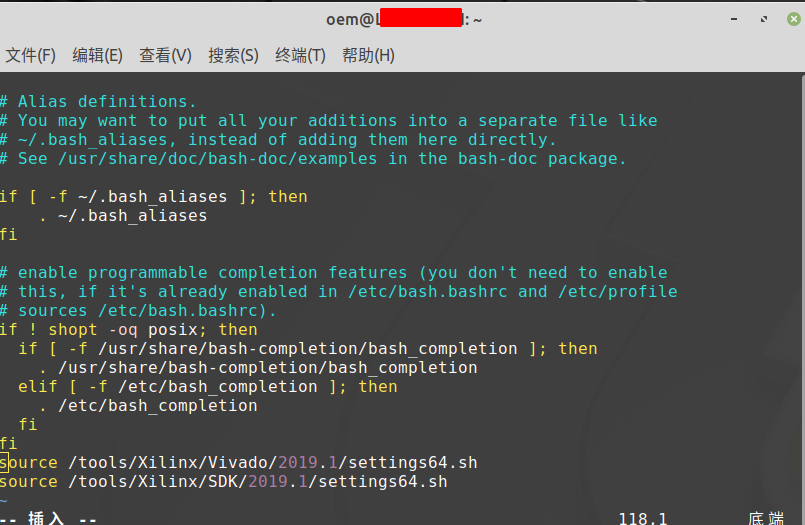 oem@L: ~
文件(F) 编辑(E) 查看(V) 搜索(S) 终端(T) 帮助(H)
# Alias definitions.
# You may want to put all your additions into a separate file like
# ~/.bash_aliases, instead of adding them here directly.
# See /usr/share/doc/bash-doc/examples in the bash-doc package.
if [ -f ~/.bash_aliases ]; then
    . ~/.bash_aliases
fi
# enable programmable completion features (you don't need to enable
# this, if it's already enabled in /etc/bash.bashrc and /etc/profile
# sources /etc/bash.bashrc).
if ! shopt -oq posix; then
  if [ -f /usr/share/bash-completion/bash_completion ]; then
    . /usr/share/bash-completion/bash_completion
  elif [ -f /etc/bash_completion ]; then
    . /etc/bash_completion
  fi
fi
source /tools/Xilinx/Vivado/2019.1/settings64.sh
source /tools/Xilinx/SDK/2019.1/settings64.sh
~
-- 插入 -- 118,1 底端